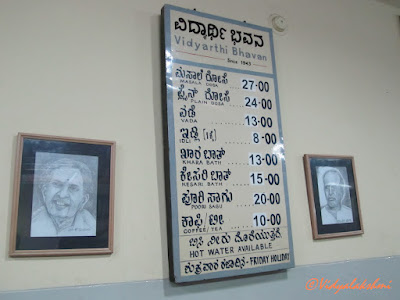 ವಿದ್ಯಾರ್ಥಿ ಭವನ
Vidyarthi Bhavan
Since 1943
ಮಸಾಲೆ ದೋಸೆ 27-00
MASALA DOSA
ಪ್ಲೈನ್ ದೋಸೆ 24-00
PLAIN DOSA
ವಡೆ 13-00
VADA
ಇಡ್ಲಿ 8-00
IDLI
ಖಾರ ಬಾತ್ 13-00
KHARA BATH
ಕೇಸರಿ ಬಾತ್ 15-00
KESARI BATH
ಪೂರಿ ಸಾಗು 20-00
POORI SAGU
ಕಾಫಿ/ಟೀ 10-00
COFFEE/TEA
ಬಿಸಿ ನೀರು ದೊರೆಯುತ್ತದೆ
HOT WATER AVAILABLE
ಶುಕ್ರವಾರ ರಜಾದಿನ-FRIDAY HOLIDAY
©Vidyalakshmi